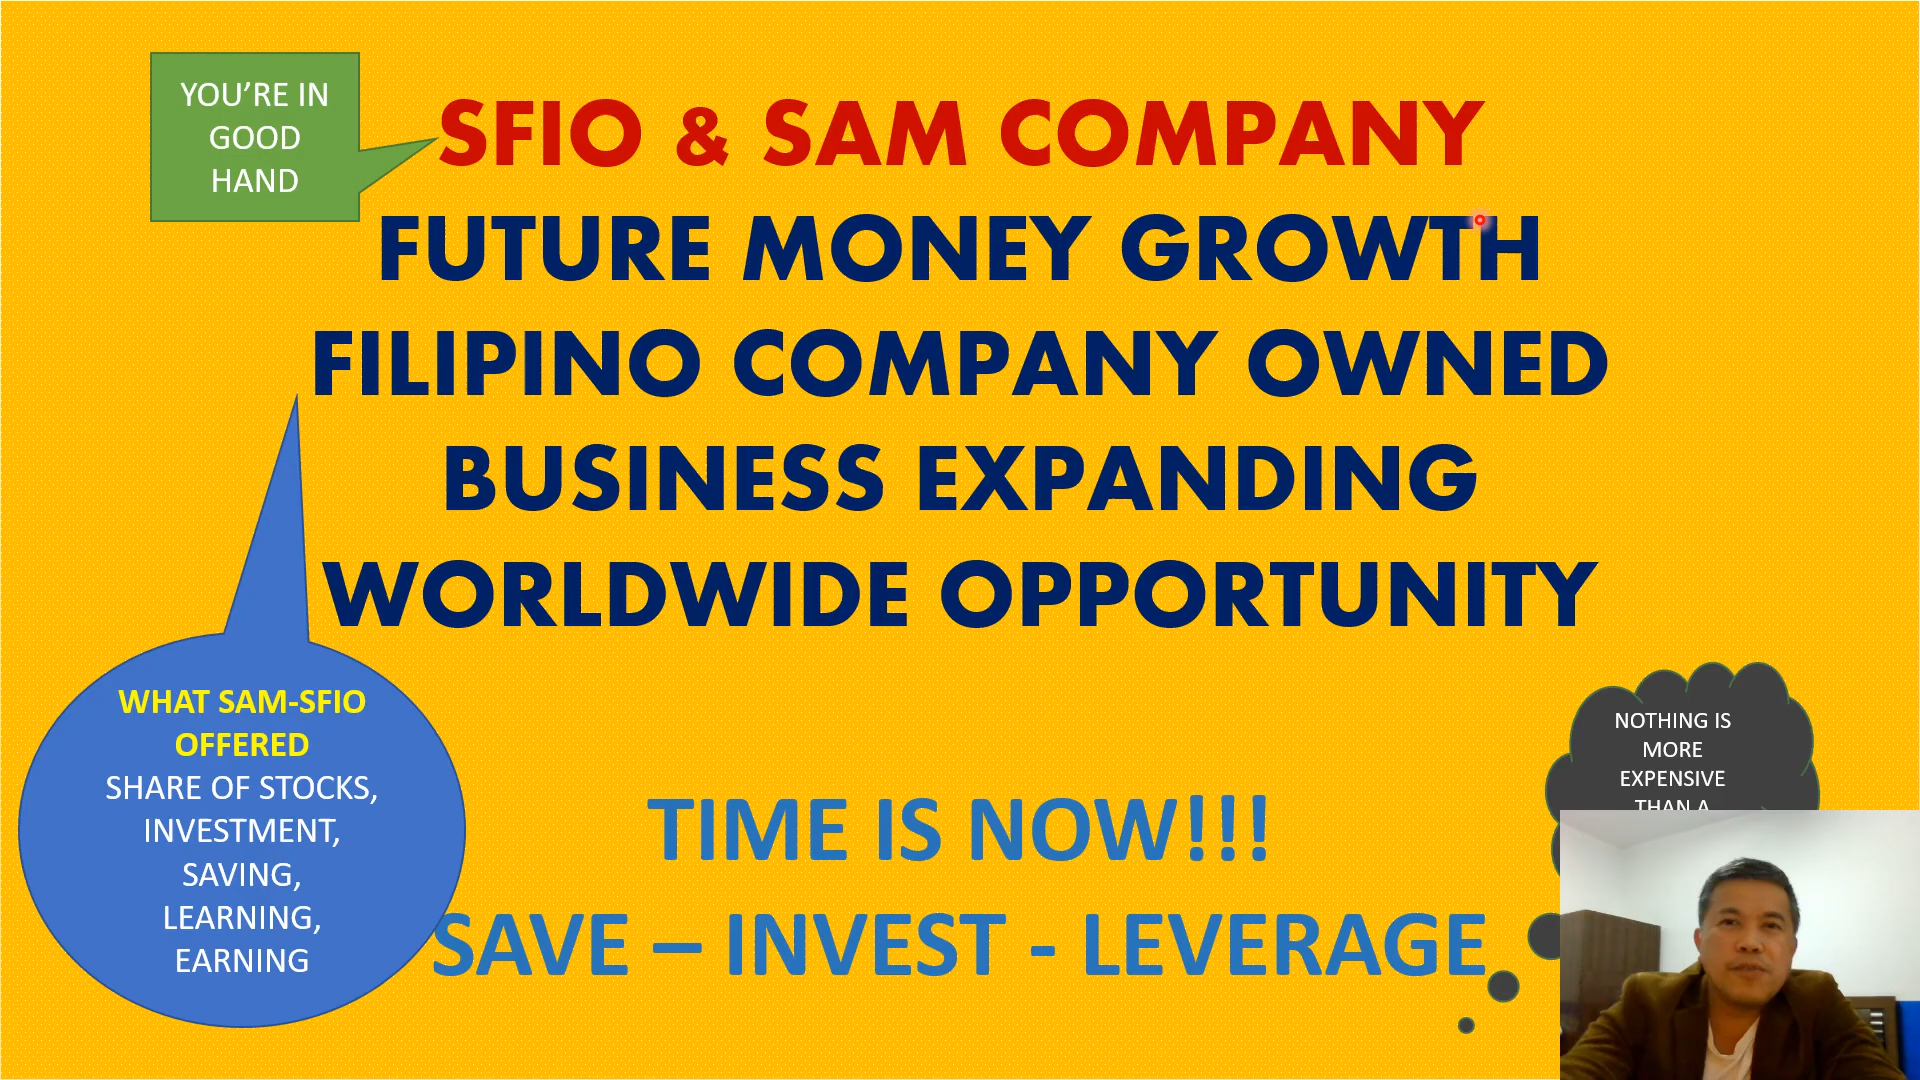 YOU'RE IN
GOOD
HAND
SFIO & SAM COMPANY
FUTURE MONEY GROWTH
FILIPINO COMPANY OWNED
BUSINESS EXPANDING
WORLDWIDE OPPORTUNITY
WHAT SAM-SFIO
OFFERED
SHARE OF STOCKS,
INVESTMENT,
SAVING,
LEARNING,
EARNING
TIME IS NOW!!!
SAVE – INVEST - LEVERAGE
NOTHING IS
MORE
EXPENSIVE
THAN A